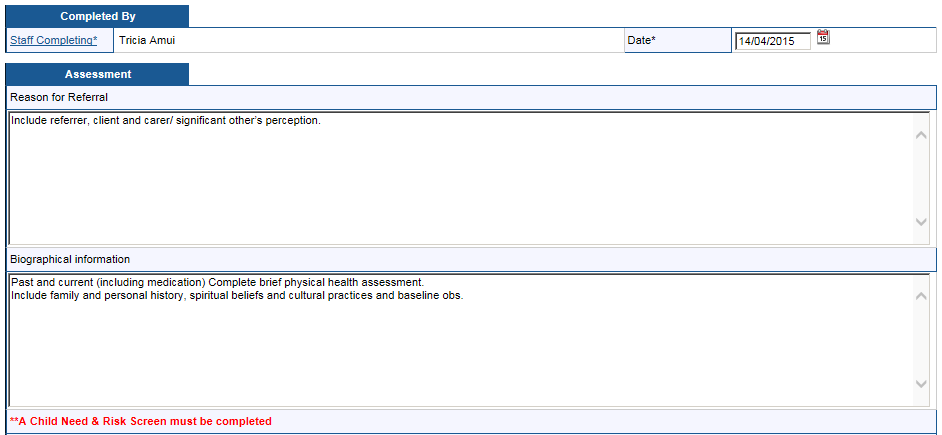 Completed By
Staff Completing* Tricia Amui Date* 14/04/2015 15
Assessment
Reason for Referral
Include referrer, client and carer/ significant other's perception.
Biographical information
Past and current (including medication) Complete brief physical health assessment.
Include family and personal history, spiritual beliefs and cultural practices and baseline obs.
**A Child Need & Risk Screen must be completed